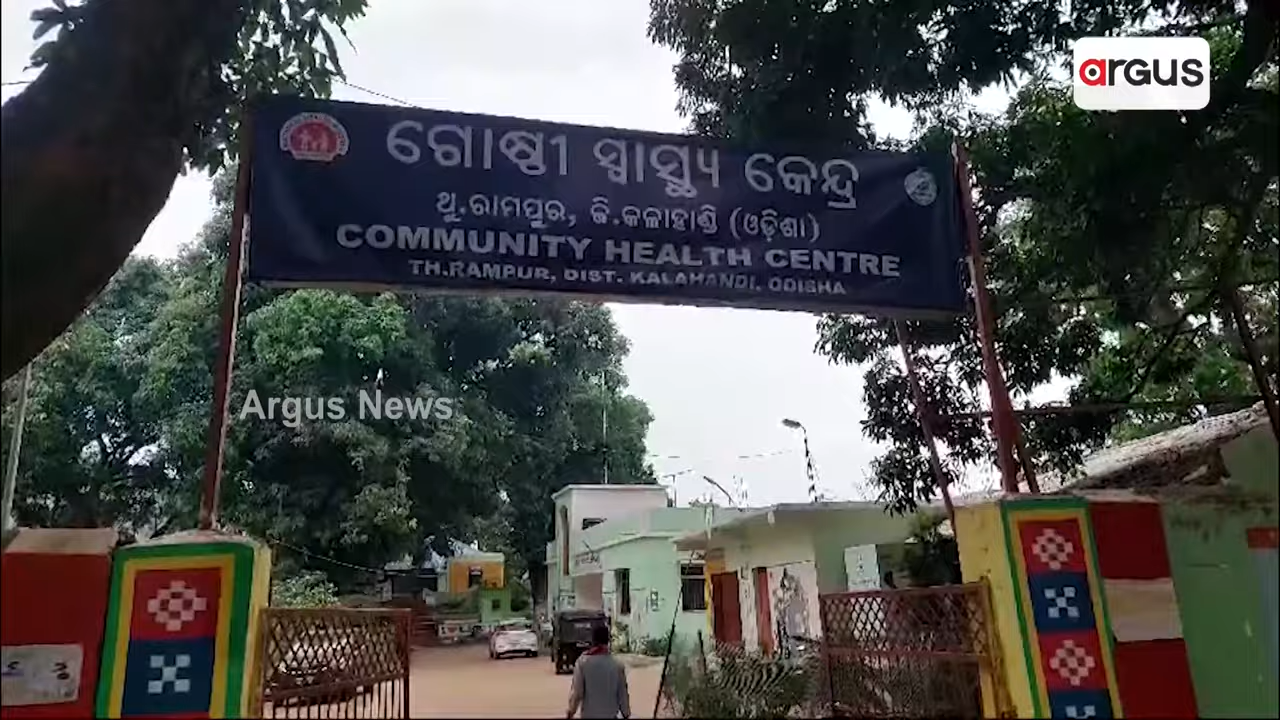 argus
ଗୋଷ୍ଠୀ ସ୍ୱାସ୍ଥ୍ୟ କେନ୍ଦ୍ର
ଥୁ.ରାମପୁର, ଜି.କଳାହାଣ୍ଡି (ଓଡ଼ିଶା)
COMMUNITY HEALTH CENTRE
TH.RAMPUR, DIST. KALAHANDI, ODISHA
Argus News